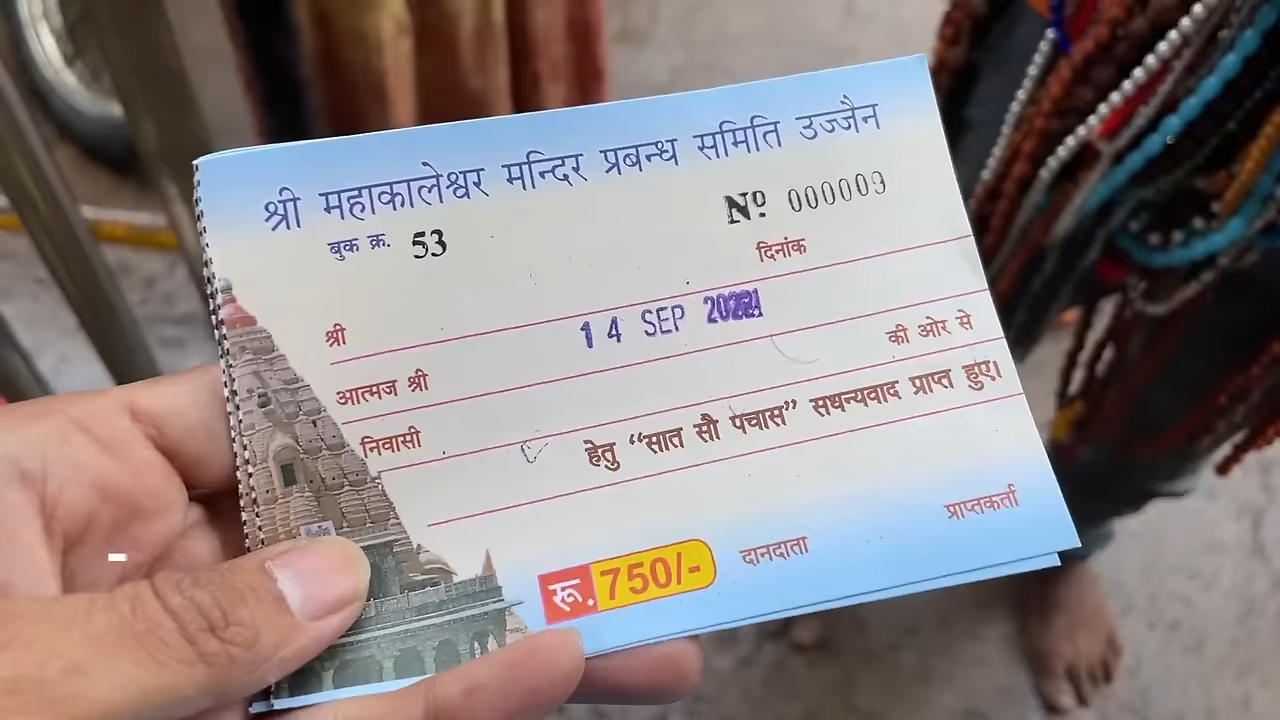 श्री महाकालेश्वर मन्दिर प्रबन्ध समिति उज्जैन
बुक क्र. 53 Nº 000009
दिनांक
श्री 14 SEP
आत्मज श्री की ओर से
निवासी हेतु “सात सौ पचास” सधन्यवाद प्राप्त हुए।
रू. 750/- दानदाता प्राप्तकर्ता